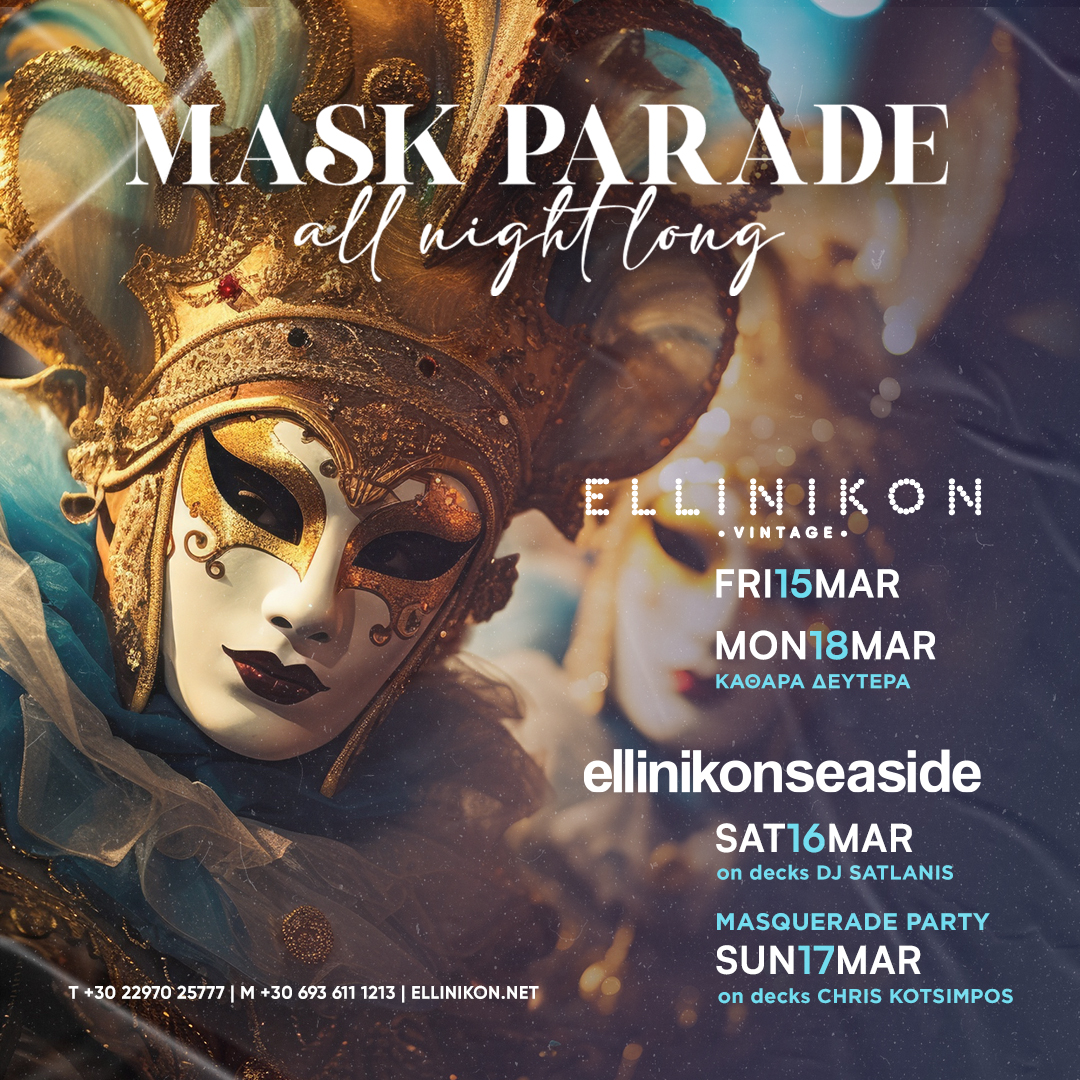 MASK PARADE
all night long
ELLINIKON
• VINTAGE •
FRI15MAR
MON18MAR
ΚΑΘΑΡΑ ΔΕΥΤΕΡΑ
ellinikonseaside
SAT16MAR
on decks DJ SATLANIS
MASQUERADE PARTY
SUN17MAR
on decks CHRIS KOTSIMPOS
T +30 22970 25777 | M +30 693 611 1213 | ELLINIKON.NET